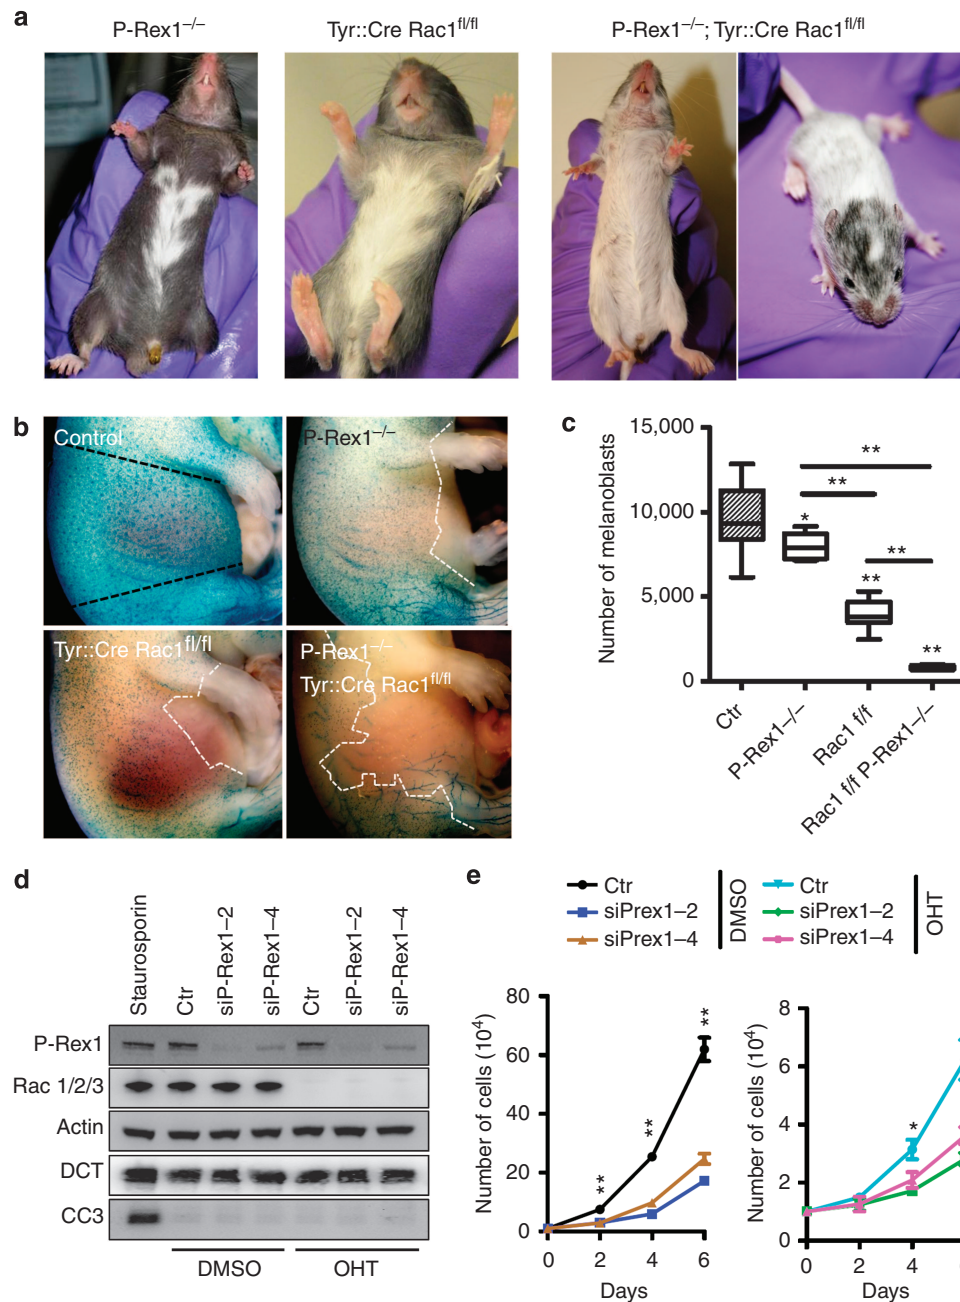 a
P-Rex1–/–
Tyr::Cre Rac1fl/fl
P-Rex1–/–; Tyr::Cre Rac1fl/fl
b
Control
P-Rex1–/–
Tyr::Cre Rac1fl/fl
P-Rex1–/–
Tyr::Cre Rac1fl/fl
c
Number of melanoblasts
15,000
10,000
5,000
0
**
**
*
**
**
**
Ctr
P-Rex1–/–
Rac1 f/f
Rac1 f/f P-Rex1–/–
d
Staurosporin
Ctr
siP-Rex1–2
siP-Rex1–4
Ctr
siP-Rex1–2
siP-Rex1–4
P-Rex1
Rac 1/2/3
Actin
DCT
CC3
DMSO
OHT
e
Ctr
siPrex1–2
siPrex1–4
DMSO
Ctr
siPrex1–2
siPrex1–4
OHT
Number of cells (10⁴)
80
60
40
20
0
**
**
**
0 2 4 6
Days
Number of cells (10⁴)
8
6
4
2
0
*
0 2 4
Days